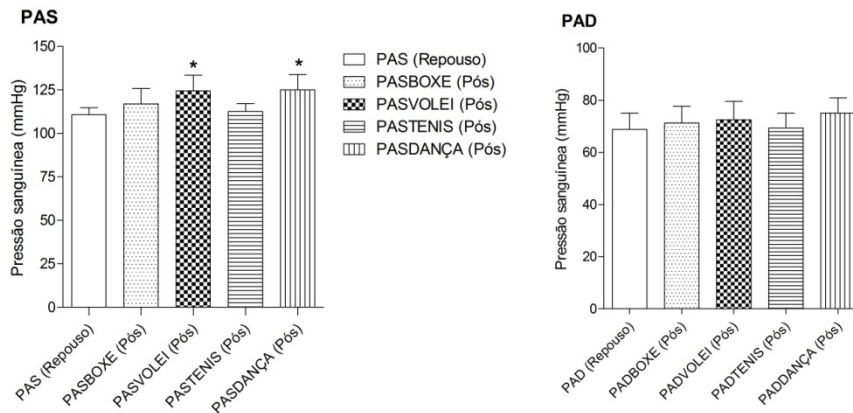 PAS
Pressão sanguínea (mmHg)
150
125
100
75
50
25
0
*
*
PAS (Repouso)
PASBOXE (Pós)
PASVOLEI (Pós)
PASTENIS (Pós)
PASDANÇA (Pós)
PAS (Repouso)
PASBOXE (Pós)
PASVOLEI (Pós)
PASTENIS (Pós)
PASDANÇA (Pós)
PAD
Pressão sanguínea (mmHg)
100
80
60
40
20
0
PAD (Repouso)
PADBOXE (Pós)
PADVOLEI (Pós)
PADTENIS (Pós)
PADDANÇA (Pós)